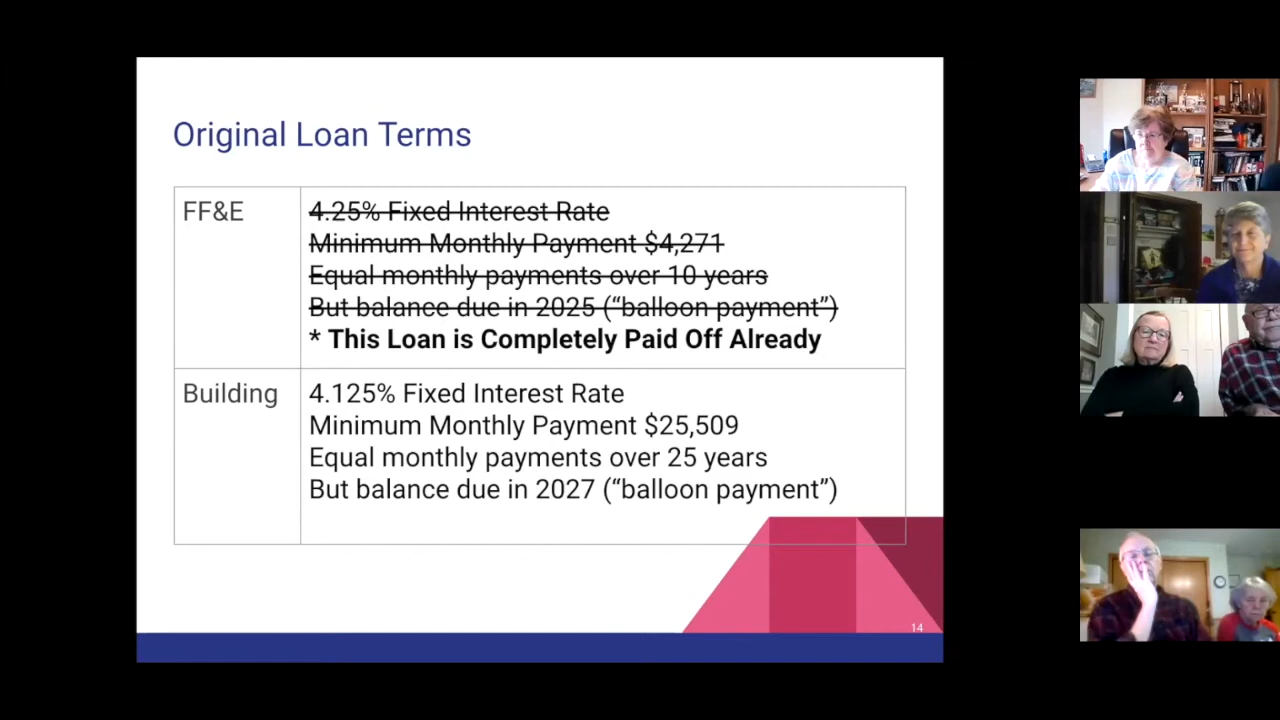 Original Loan Terms
FF&E
4.25% Fixed Interest Rate
Minimum Monthly Payment $4,271
Equal monthly payments over 10 years
But balance due in 2025 (“balloon payment”)
* This Loan is Completely Paid Off Already
Building
4.125% Fixed Interest Rate
Minimum Monthly Payment $25,509
Equal monthly payments over 25 years
But balance due in 2027 (“balloon payment”)
14